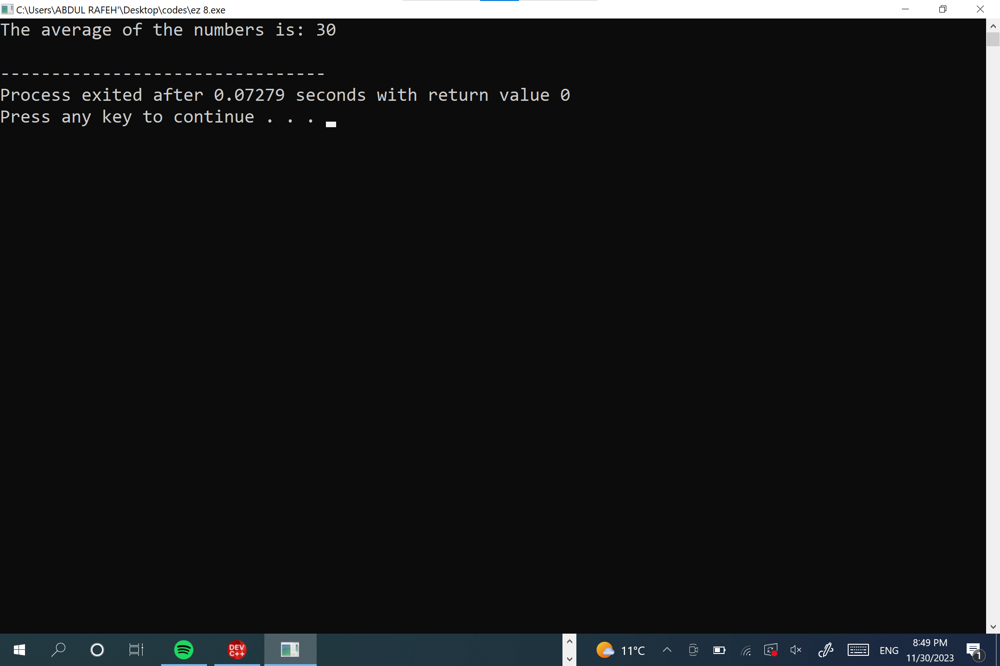 C:\Users\ABDUL RAFEH'\Desktop\codes\ez 8.exe
The average of the numbers is: 30
--------------------------------
Process exited after 0.07279 seconds with return value 0
Press any key to continue . . .
DEV
C++
11°C
ENG
8:49 PM
11/30/2023
1